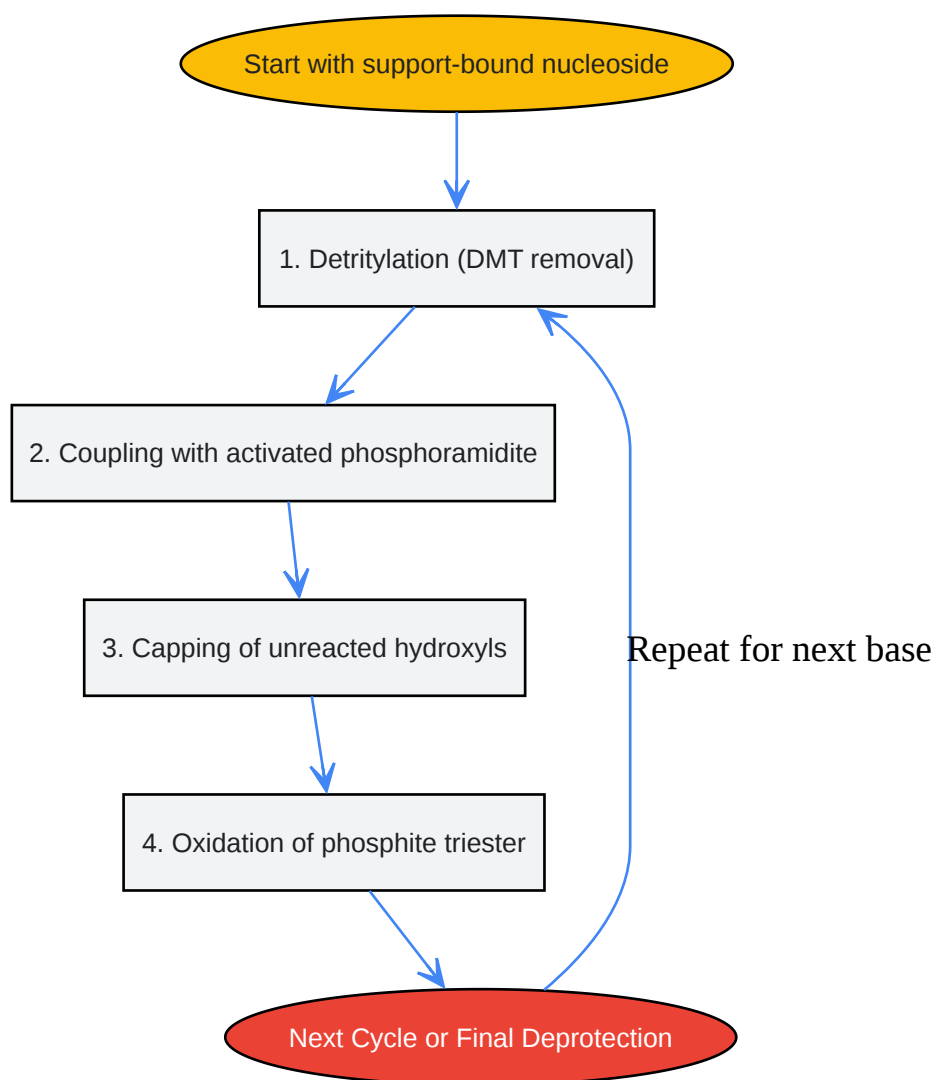 Start with support-bound nucleoside
1. Detritylation (DMT removal)
2. Coupling with activated phosphoramidite
3. Capping of unreacted hydroxyls
Repeat for next base
4. Oxidation of phosphite triester
Next Cycle or Final Deprotection